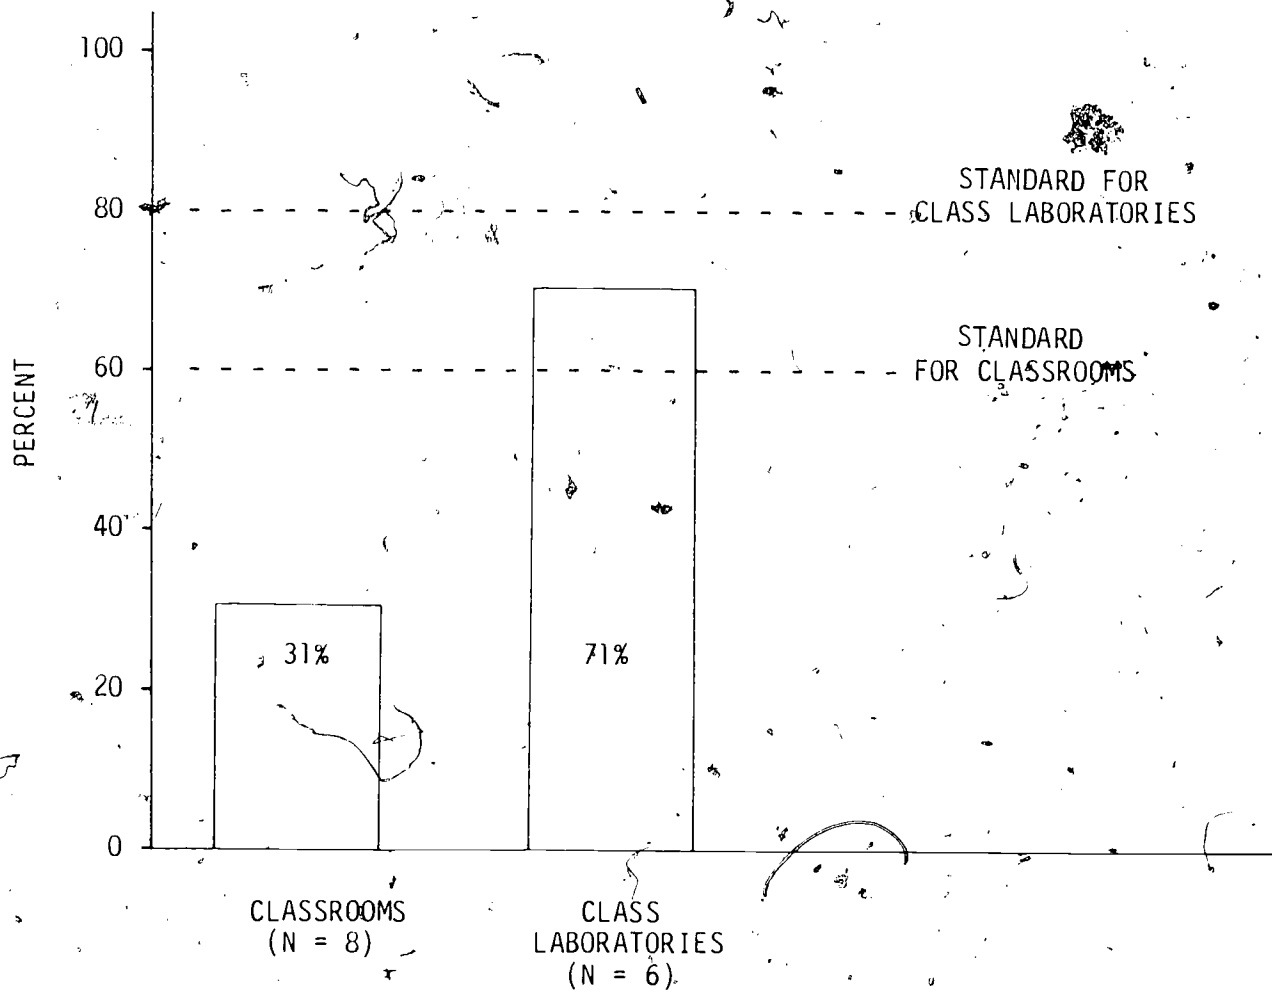 100
80
60
40
20
0
PERCENT
STANDARD FOR
CLASS LABORATORIES
STANDARD
FOR CLASSROOMS
31%
71%
CLASSROOMS
(N = 8)
CLASS
LABORATORIES
(N = 6)